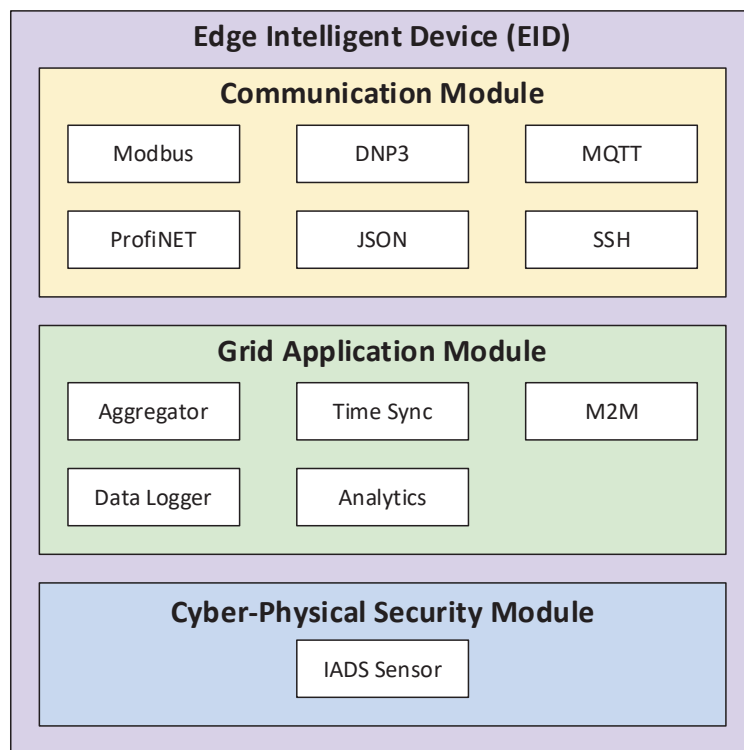 Edge Intelligent Device (EID)
Communication Module
Modbus
DNP3
MQTT
ProfiNET
JSON
SSH
Grid Application Module
Aggregator
Time Sync
M2M
Data Logger
Analytics
Cyber-Physical Security Module
IADS Sensor